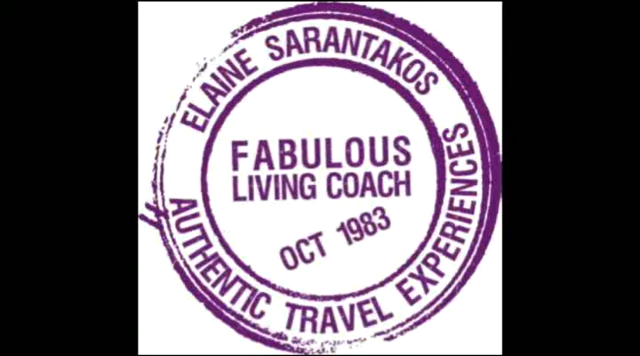 ELAINE SARANTAKOS
FABULOUS
LIVING COACH
OCT 1983
AUTHENTIC TRAVEL EXPERIENCES